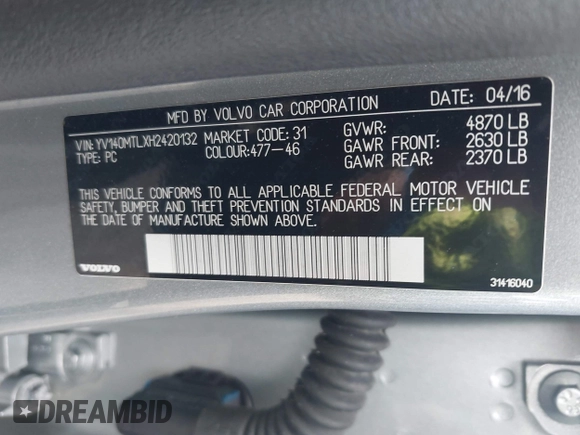 MFD BY VOLVO CAR CORPORATION DATE: 04/16
VIN: YV140MTLXH2420132 MARKET CODE: 31 GVWR: 4870 LB
TYPE: PC COLOUR:477-46 GAWR FRONT: 2630 LB
GAWR REAR: 2370 LB
THIS VEHICLE CONFORMS TO ALL APPLICABLE FEDERAL MOTOR VEHICLE
SAFETY, BUMPER AND THEFT PREVENTION STANDARDS IN EFFECT ON THE
DATE OF MANUFACTURE SHOWN ABOVE.
VOLVO 31416040
DREAMBID